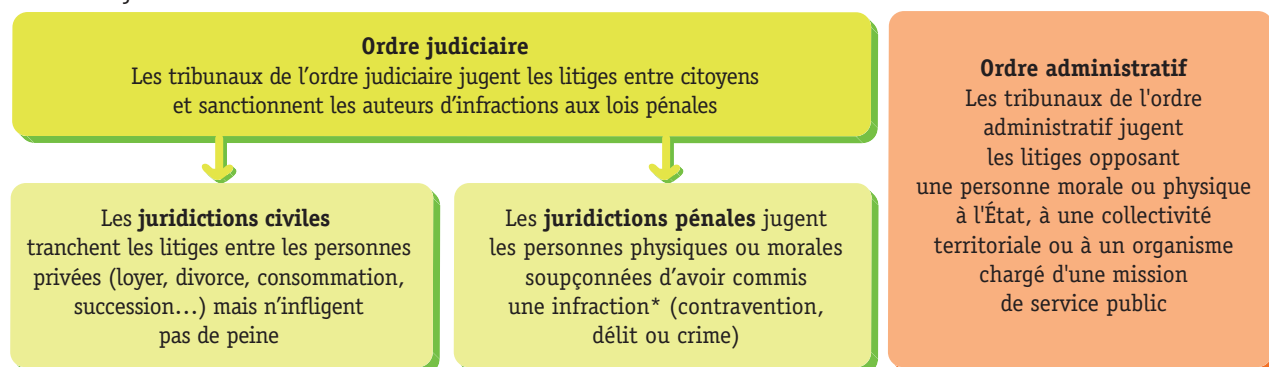 Ordre judiciaire
Les tribunaux de l'ordre judiciaire jugent les litiges entre citoyens
et sanctionnent les auteurs d'infractions aux lois pénales
Les juridictions civiles
tranchent les litiges entre les personnes
privées (loyer, divorce, consommation,
succession…) mais n'infligent
pas de peine
Les juridictions pénales jugent
les personnes physiques ou morales
soupçonnées d'avoir commis
une infraction* (contravention,
délit ou crime)
Ordre administratif
Les tribunaux de l'ordre
administratif jugent
les litiges opposant
une personne morale ou physique
à l'État, à une collectivité
territoriale ou à un organisme
chargé d'une mission
de service public